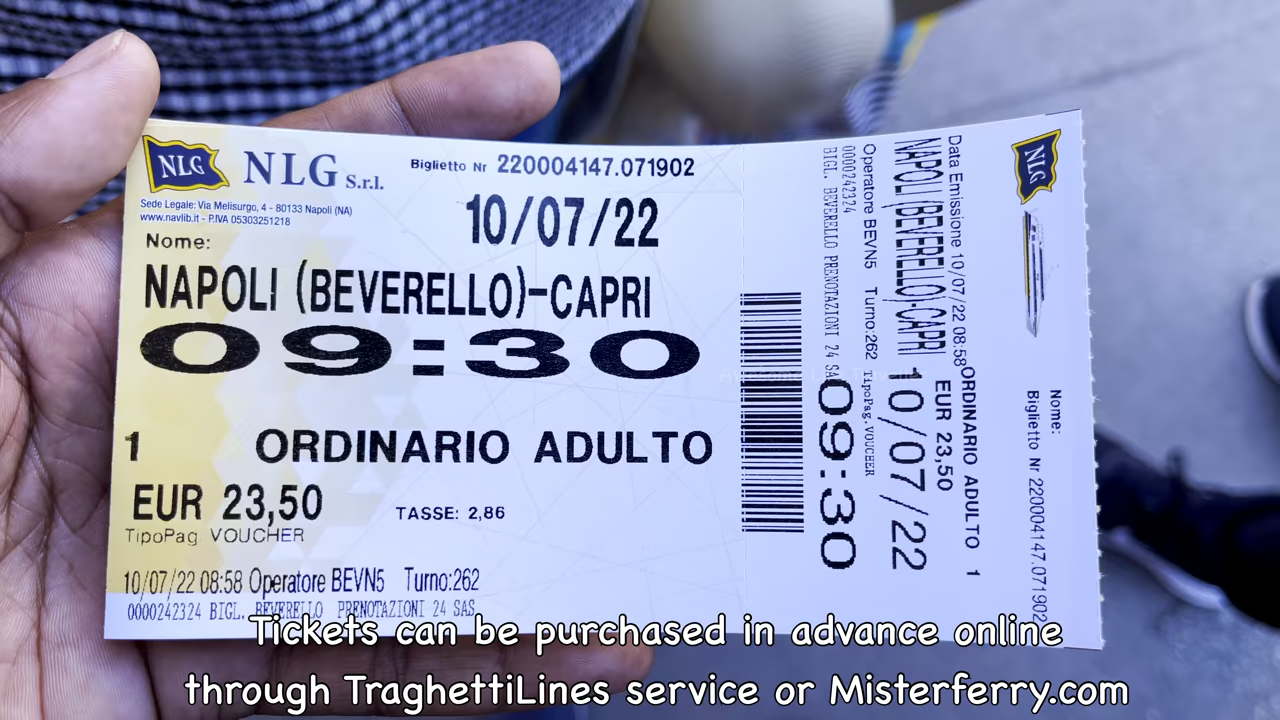 NLG
NLG S.r.l.
Biglietto Nr 220004147.071902
Sede Legale: Via Melisurgo, 4 - 80133 Napoli (NA)
www.navlib.it - P.IVA 05303251218
10/07/22
Nome:
NAPOLI (BEVERELLO)-CAPRI
09:30
1 ORDINARIO ADULTO
EUR 23,50
TASSE: 2,86
TipoPag. VOUCHER
10/07/22 08:58 Operatore BEVN5 Turno:262
0000242324 BIGL. BEVERELLO PRENOTAZIONI 24 SAS
NLG
Nome:
Biglietto Nr 220004147.071902
Data Emissione 10/07/22 08:58
ORDINARIO ADULTO 1
NAPOLI (BEVERELLO)-CAPRI
EUR 23,50
10/07/22
Operatore BEVN5 Turno:262 TipoPag.VOUCHER
0000242324
BIGL. BEVERELLO PRENOTAZIONI 24 SA
09:30
Tickets can be purchased in advance online
through TraghettiLines service or Misterferry.com